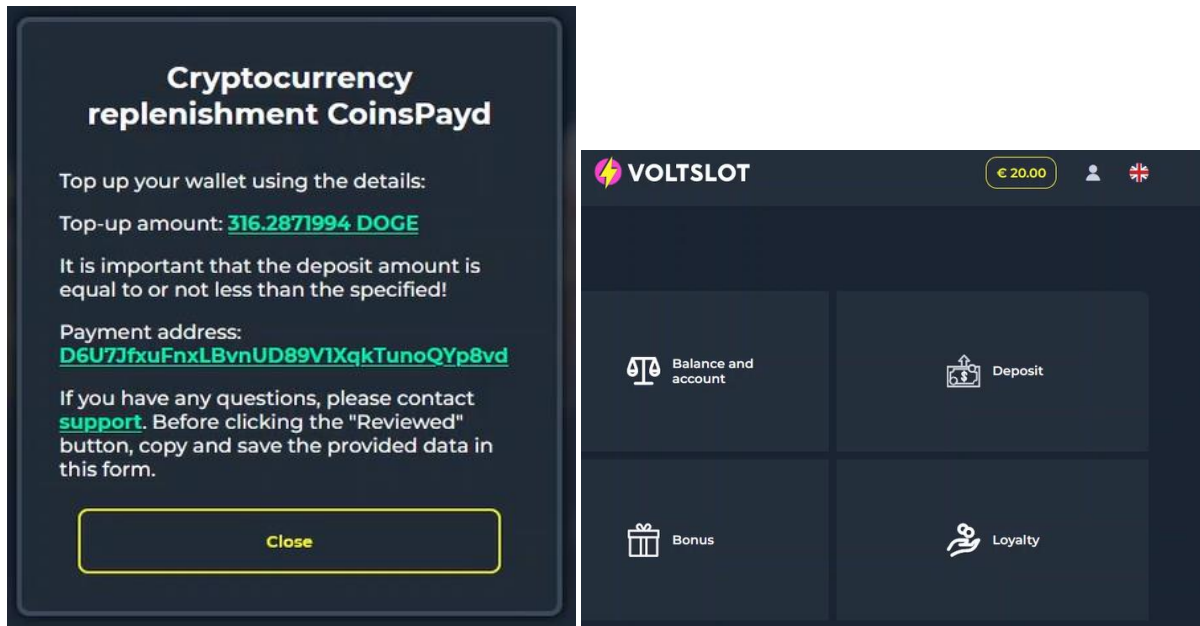 Cryptocurrency
replenishment CoinsPayd
Top up your wallet using the details:
Top-up amount: 316.2871994 DOGE
It is important that the deposit amount is
equal to or not less than the specified!
Payment address:
D6U7JfxuFnxLBvnUD89V1XqkTunoQYp8vd
If you have any questions, please contact
support. Before clicking the "Reviewed"
button, copy and save the provided data in
this form.
Close
VOLTSLOT
€ 20.00
Balance and
account
Deposit
Bonus
Loyalty